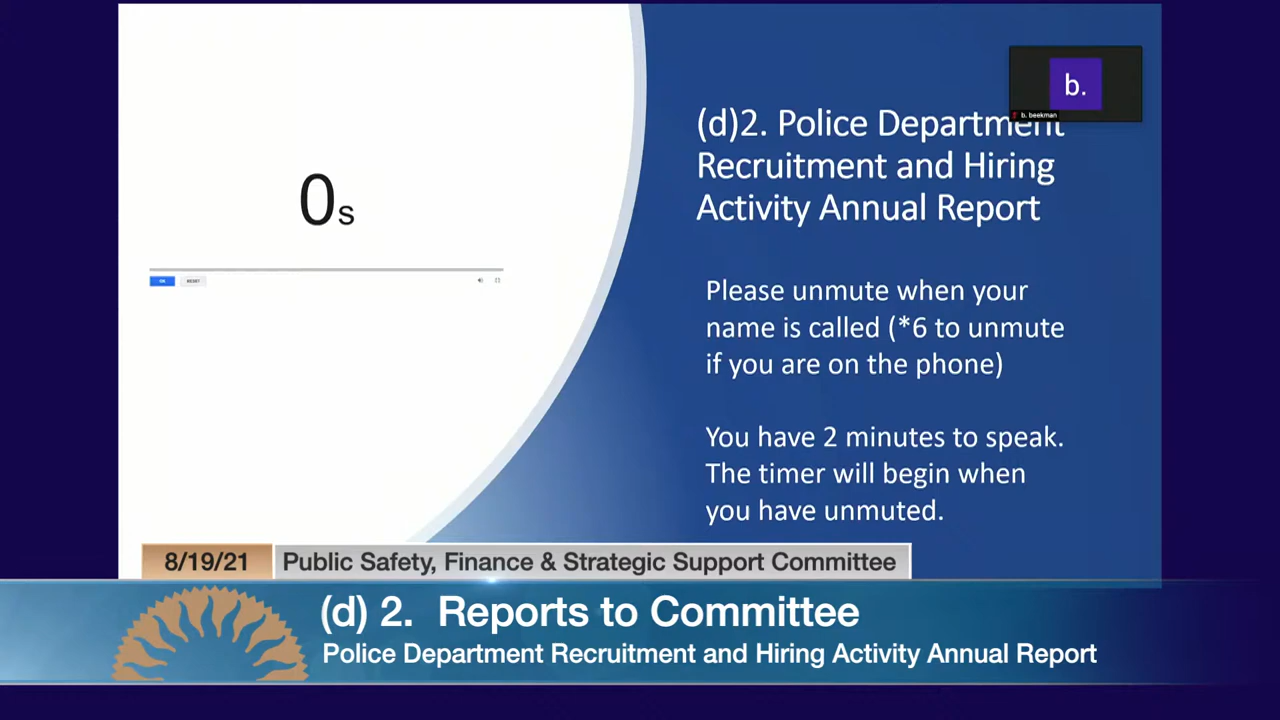 0s
OK
RESET
b.
b. beekman
(d)2. Police Department
Recruitment and Hiring
Activity Annual Report
Please unmute when your
name is called (*6 to unmute
if you are on the phone)
You have 2 minutes to speak.
The timer will begin when
you have unmuted.
8/19/21
Public Safety, Finance & Strategic Support Committee
(d) 2. Reports to Committee
Police Department Recruitment and Hiring Activity Annual Report